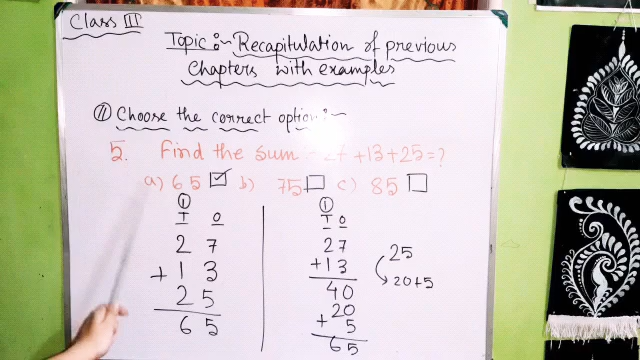 Class III
Topic:~ Recapitulation of previous
Chapters with examples
II Choose the correct option:~
5. Find the sum - 27 +13+25=?
a) 65 ☑ b) 75 ☐ c) 85 ☐
1
T O
2 7
+ 1 3
2 5
6 5
1
T O
27
+13
40
20
+ 5
65
25
20+5